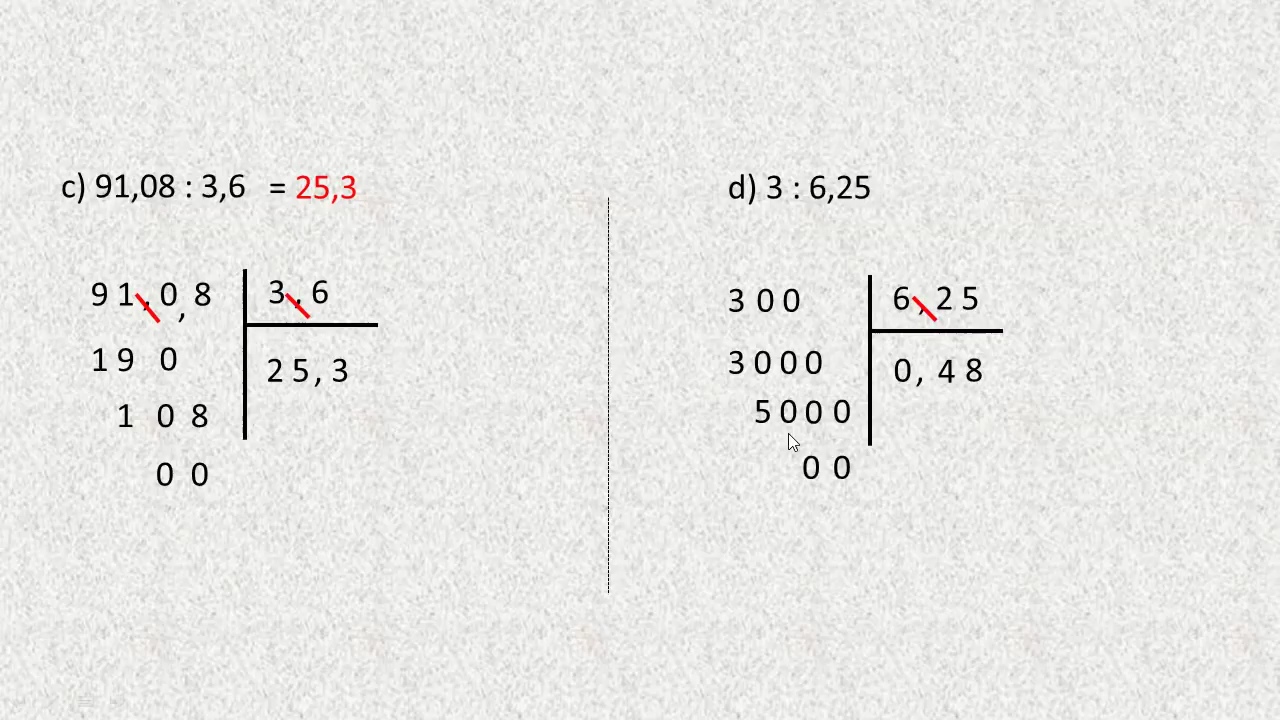 c) 91,08 : 3,6 = 25,3
9 1 , 0 , 8
3 , 6
1 9 0
2 5 , 3
1 0 8
0 0
d) 3 : 6,25
3 0 0
6 , 2 5
3 0 0 0
0 , 4 8
5 0 0 0
0 0